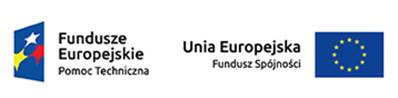 Fundusze
Europejskie
Pomoc Techniczna
Unia Europejska
Fundusz Spójności